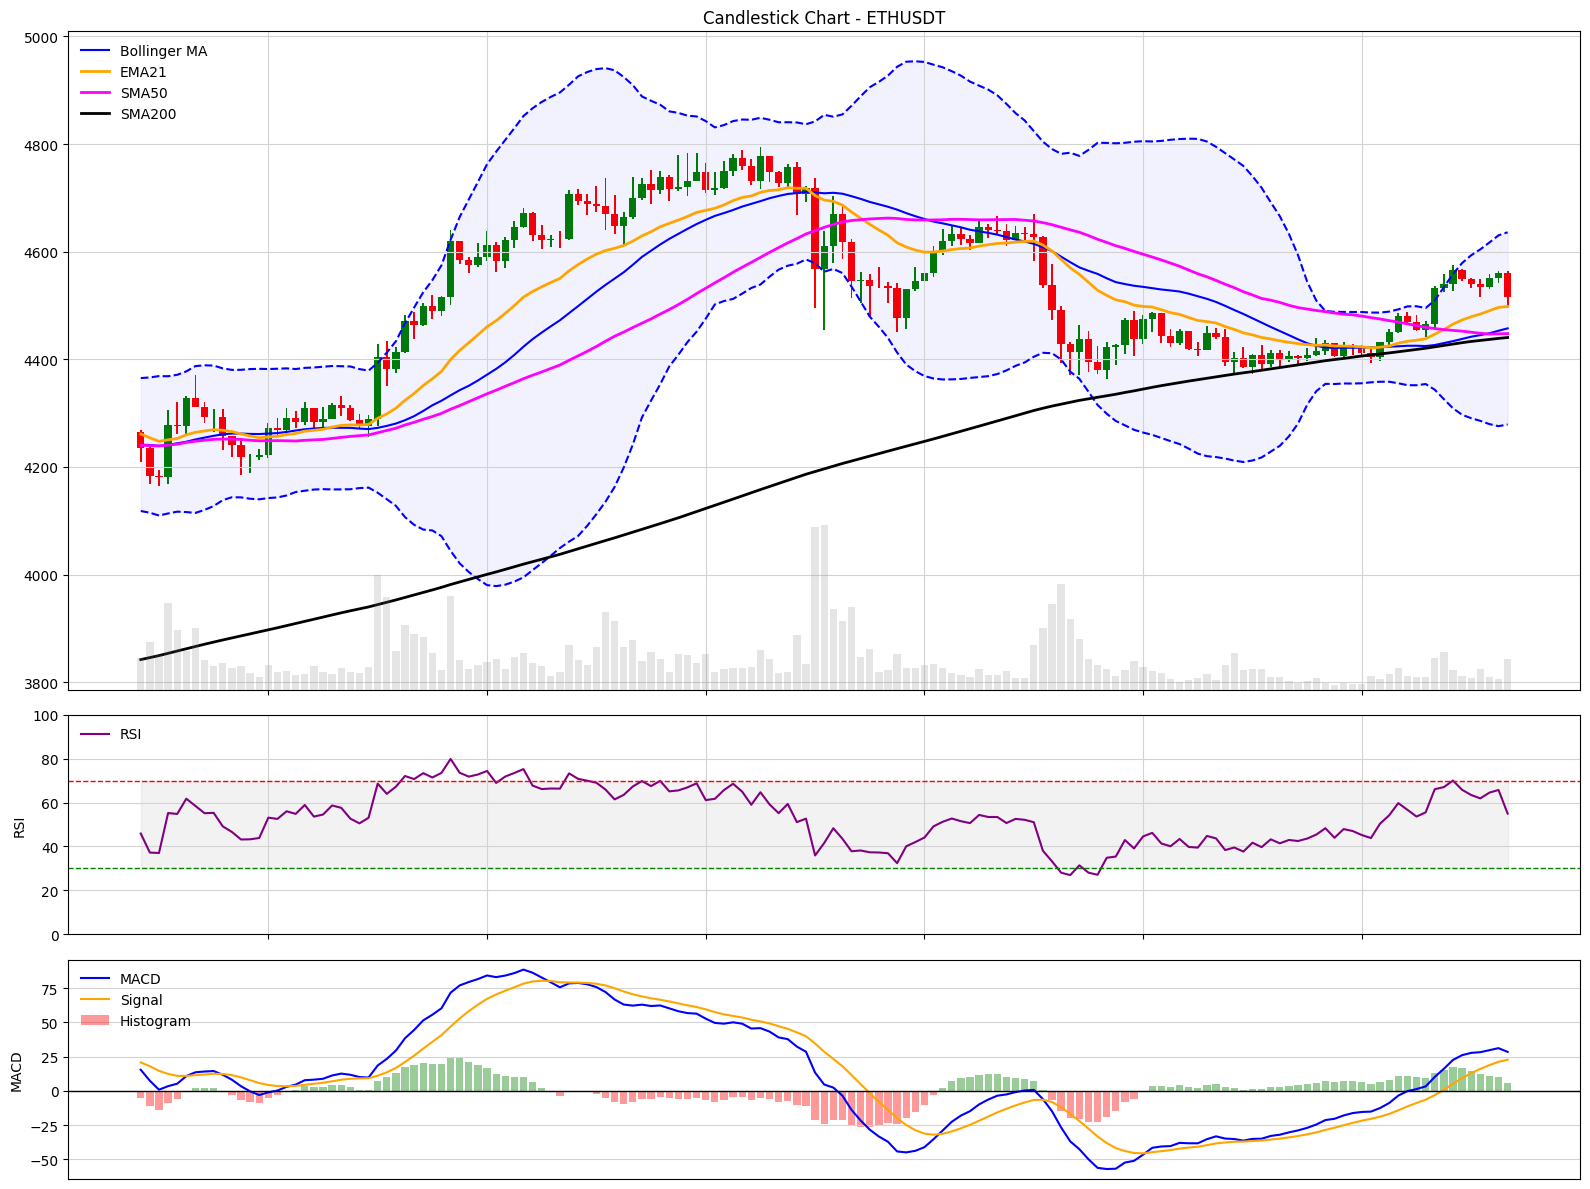 Candlestick Chart - ETHUSDT
5000
4800
4600
4400
4200
4000
3800
Bollinger MA
EMA21
SMA50
SMA200
100
80
60
40
20
0
RSI
RSI
75
50
25
0
−25
−50
MACD
MACD
Signal
Histogram